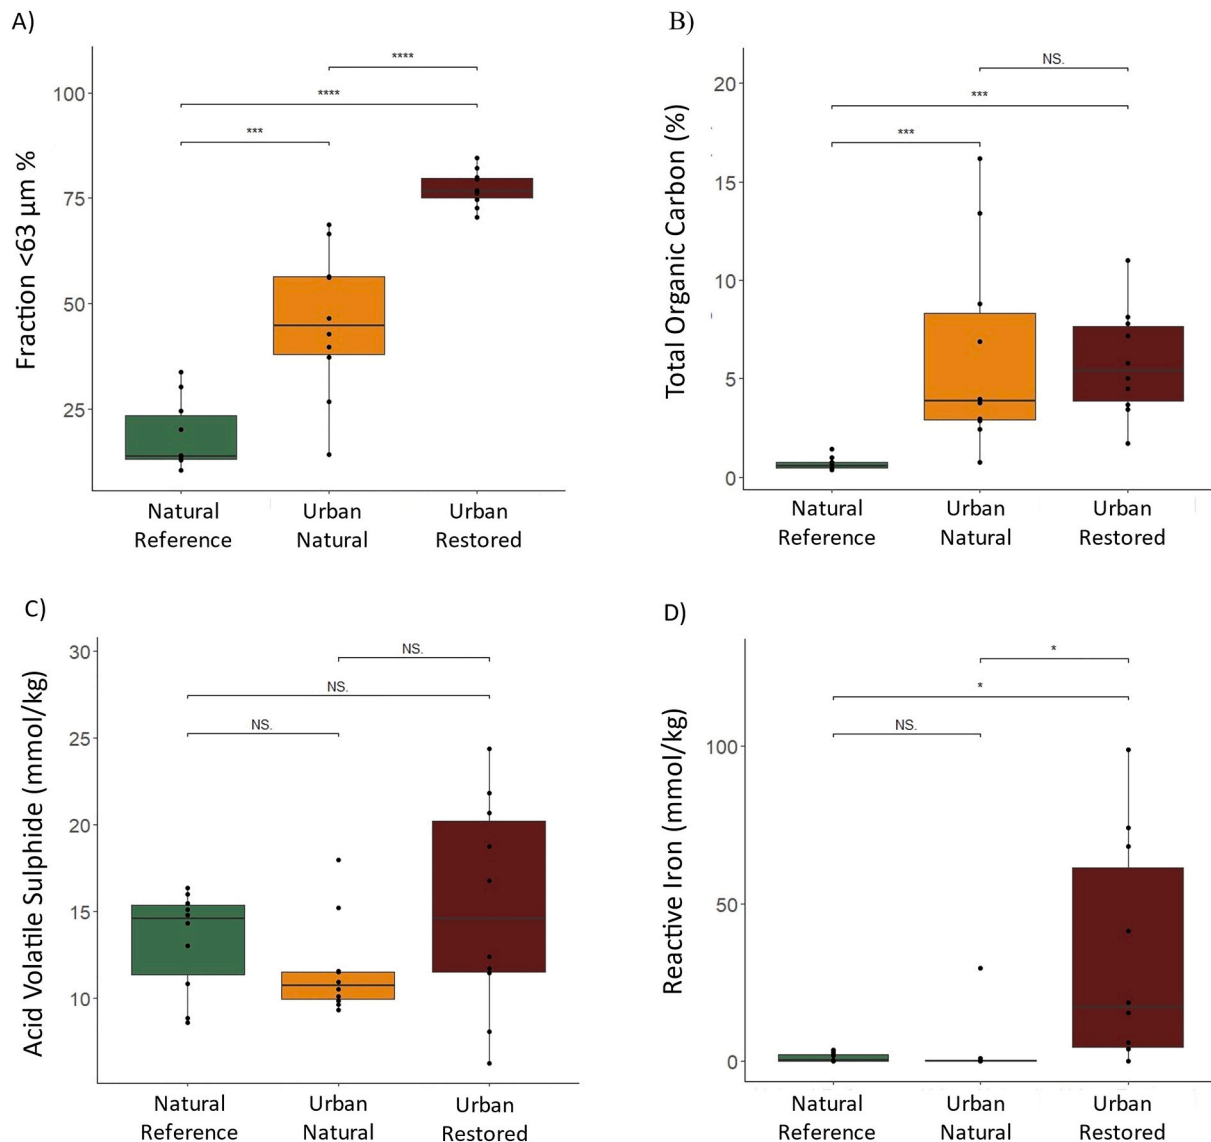 A)
Fraction <63 µm %
100
75
50
25
****
****
***
Natural
Reference
Urban
Natural
Urban
Restored
B)
Total Organic Carbon (%)
20
15
10
5
0
NS.
***
***
Natural
Reference
Urban
Natural
Urban
Restored
C)
Acid Volatile Sulphide (mmol/kg)
30
25
20
15
10
NS.
NS.
NS.
Natural
Reference
Urban
Natural
Urban
Restored
D)
Reactive Iron (mmol/kg)
100
50
0
*
*
NS.
Natural
Reference
Urban
Natural
Urban
Restored